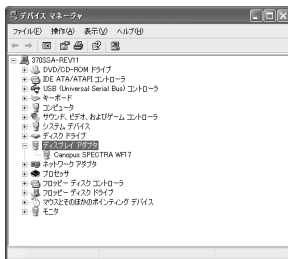 デバイス マネージャ
ファイル(F) 操作(A) 表示(V) ヘルプ(H)
370SSA-REV11
DVD/CD-ROM ドライブ
IDE ATA/ATAPI コントローラ
USB (Universal Serial Bus) コントローラ
キーボード
コンピュータ
サウンド、ビデオ、およびゲーム コントローラ
システム デバイス
ディスク ドライブ
ディスプレイ アダプタ
Canopus SPECTRA WF17
ネットワーク アダプタ
プロセッサ
フロッピー ディスク コントローラ
フロッピー ディスク ドライブ
マウスとそのほかのポインティング デバイス
モニタ